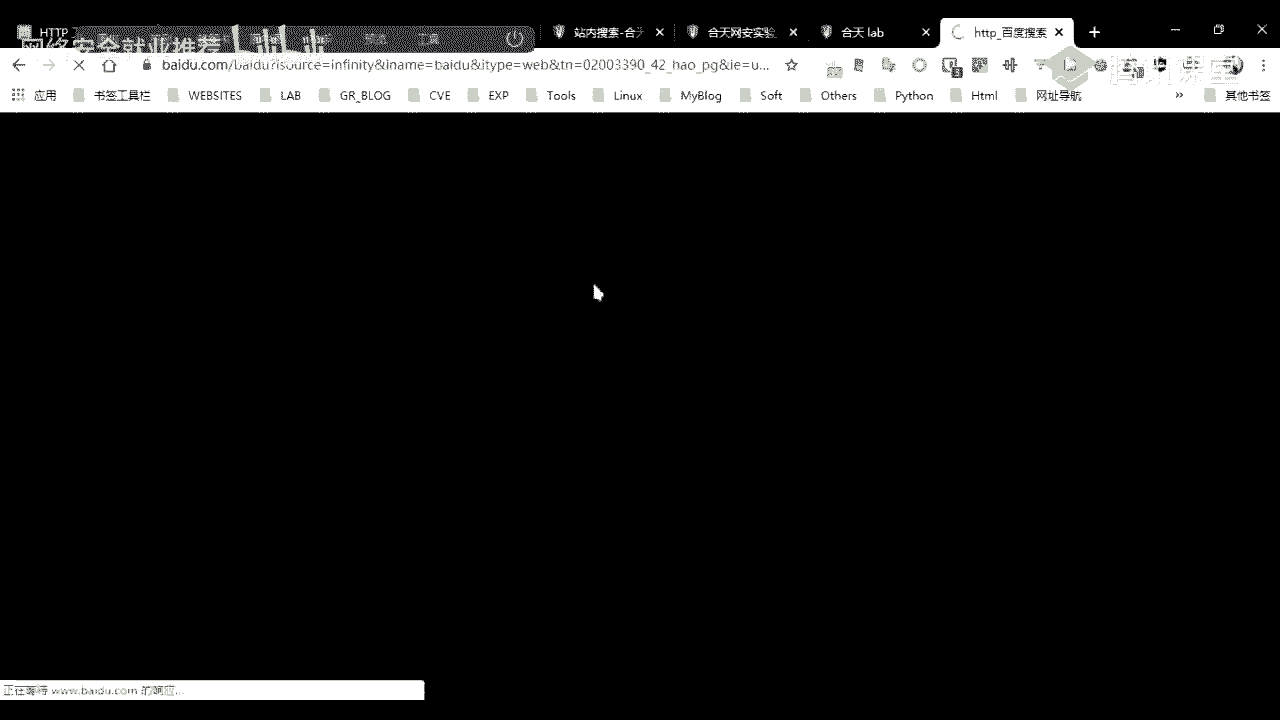 HTTP
网络安全就业推荐 bilibili
站内搜索-合天
合天网安实验
合天 lab
http_百度搜索
baidu.com/baidu?isource=infinity&iname=baidu&itype=web&tn=02003390_42_hao_pg&ie=u...
应用 书签工具栏 WEBSITES LAB GR_BLOG CVE EXP Tools Linux MyBlog Soft Others Python Html 网址导航 » 其他书签
正在等待 www.baidu.com 的响应...